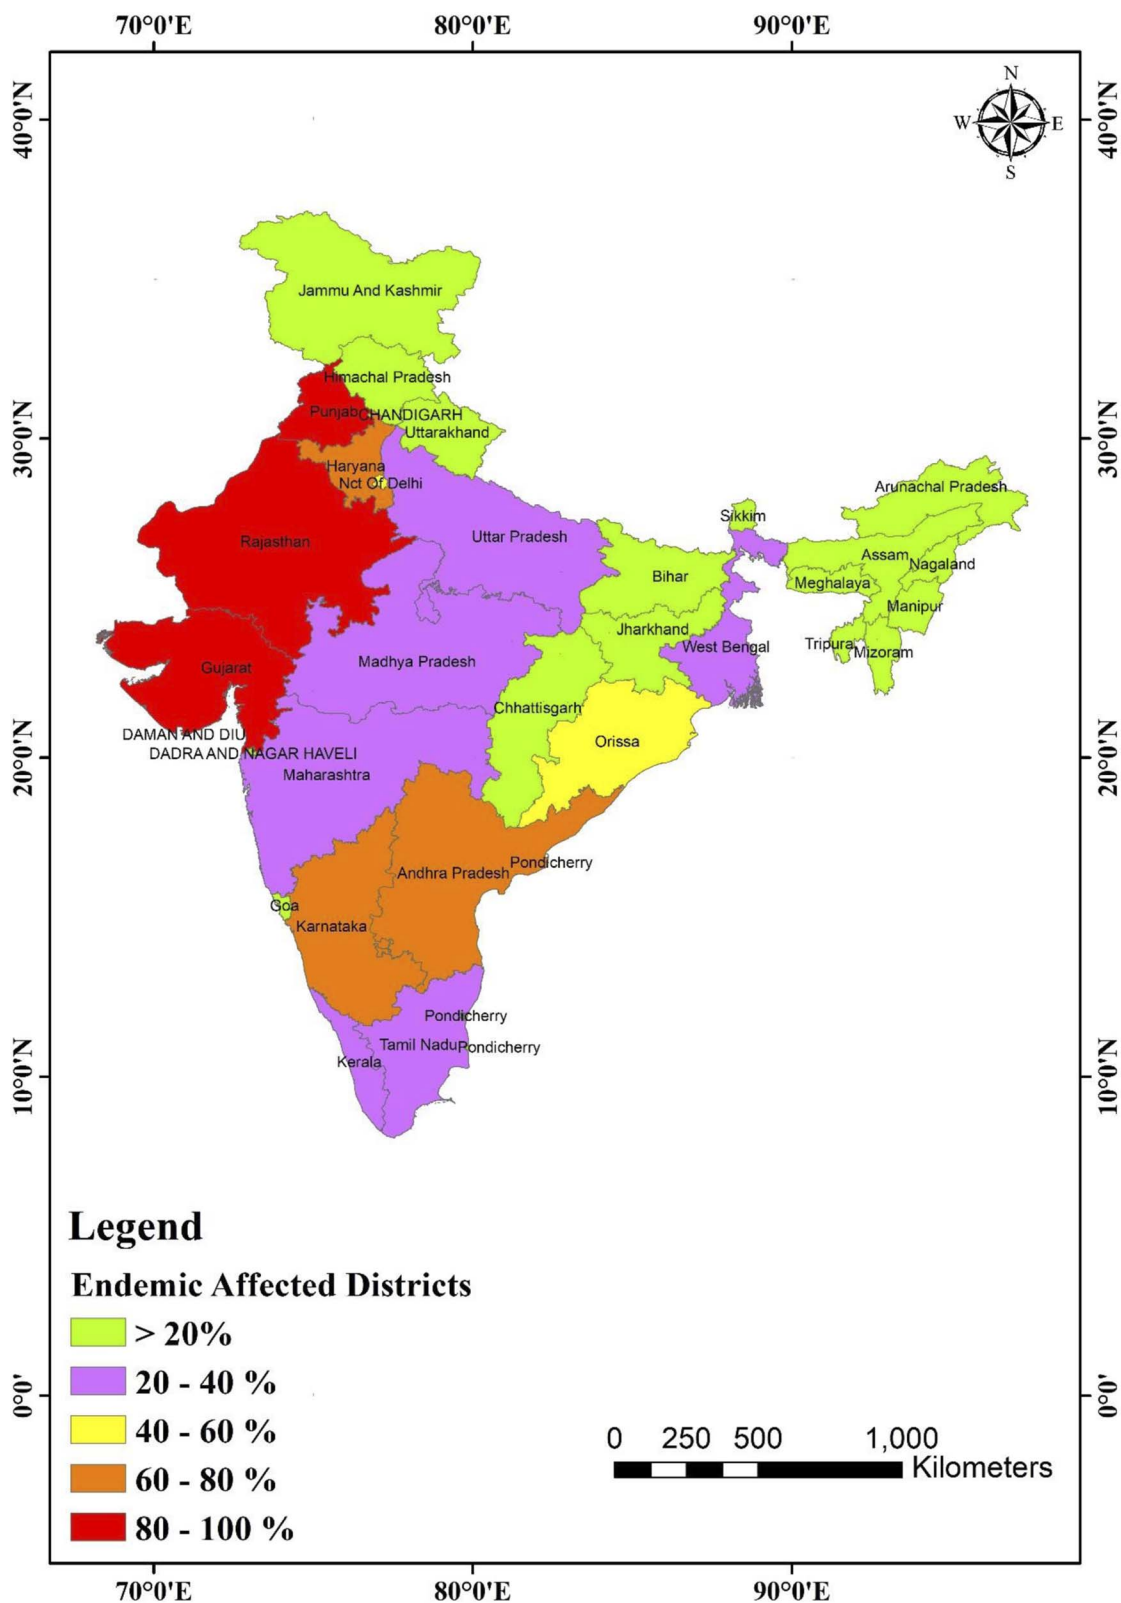 70°0'E 80°0'E 90°0'E
N
W E
S
40°0'N 40°0'N
Jammu And Kashmir
Himachal Pradesh
Punjab CHANDIGARH
Uttarakhand
30°0'N 30°0'N
Haryana
Nct Of Delhi
Arunachal Pradesh
Sikkim
Rajasthan
Uttar Pradesh
Assam
Nagaland
Bihar
Meghalaya
Manipur
Jharkhand
Tripura
West Bengal
Mizoram
Madhya Pradesh
Gujarat
Chhattisgarh
DAMAN AND DIU
Orissa
DADRA AND NAGAR HAVELI
20°0'N 20°0'N
Maharashtra
Pondicherry
Andhra Pradesh
Goa
Karnataka
Pondicherry
Tamil Nadu Pondicherry
Kerala
10°0'N 10°0'N
Legend
Endemic Affected Districts
> 20%
20 - 40 %
0°0' 0°0'
40 - 60 %
60 - 80 %
80 - 100 %
0 250 500 1,000
Kilometers
70°0'E 80°0'E 90°0'E